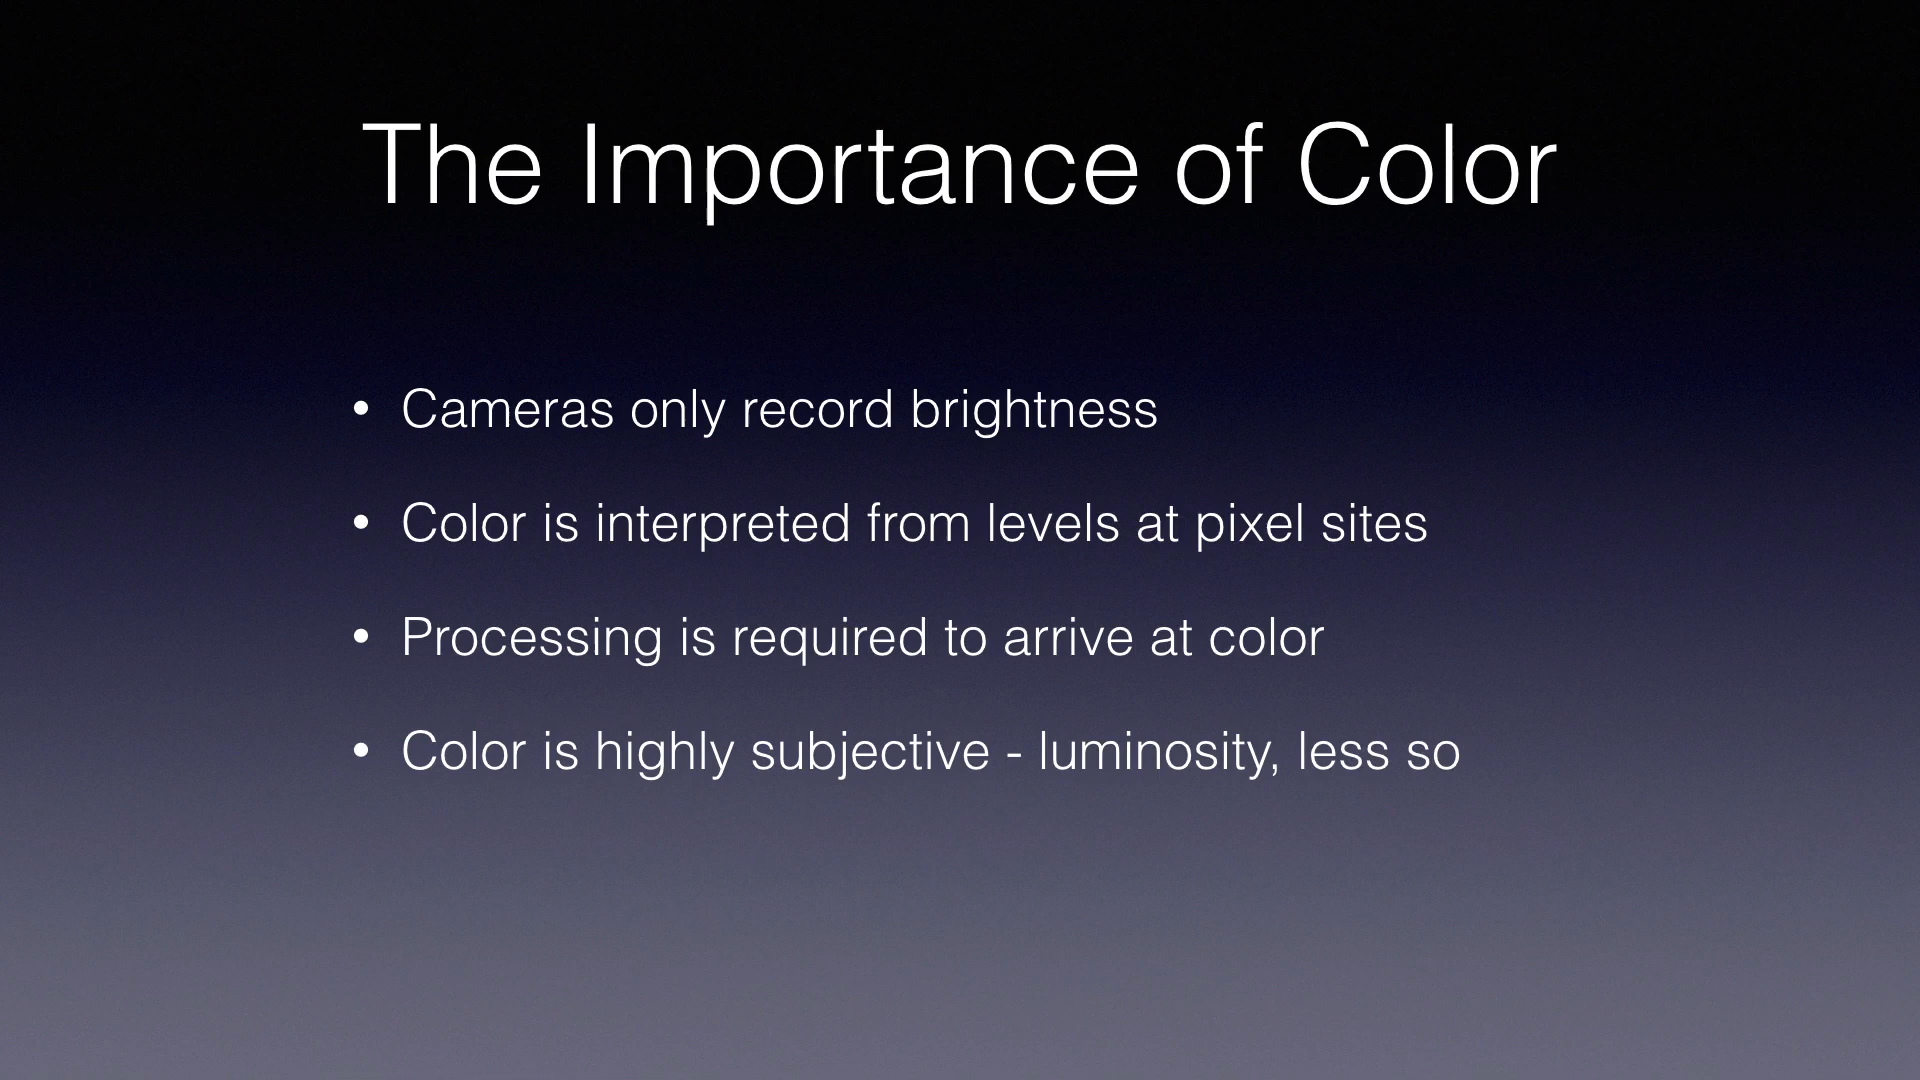 The Importance of Color
• Cameras only record brightness
• Color is interpreted from levels at pixel sites
• Processing is required to arrive at color
• Color is highly subjective - luminosity, less so